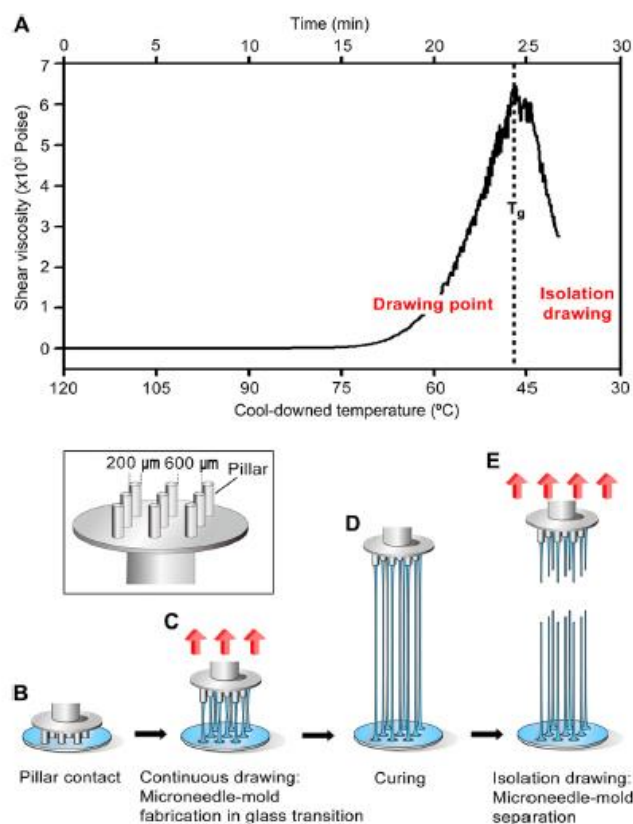 A
Time (min)
0 5 10 15 20 25 30
Shear viscosity (x10³ Poise)
7
6
5
4
3
2
1
0
Tg
Drawing point
Isolation drawing
120 105 90 75 60 45 30
Cool-downed temperature (ºC)
200 μm 600 μm
Pillar
B
Pillar contact
C
Continuous drawing:
Microneedle-mold
fabrication in glass transition
D
Curing
E
Isolation drawing:
Microneedle-mold
separation